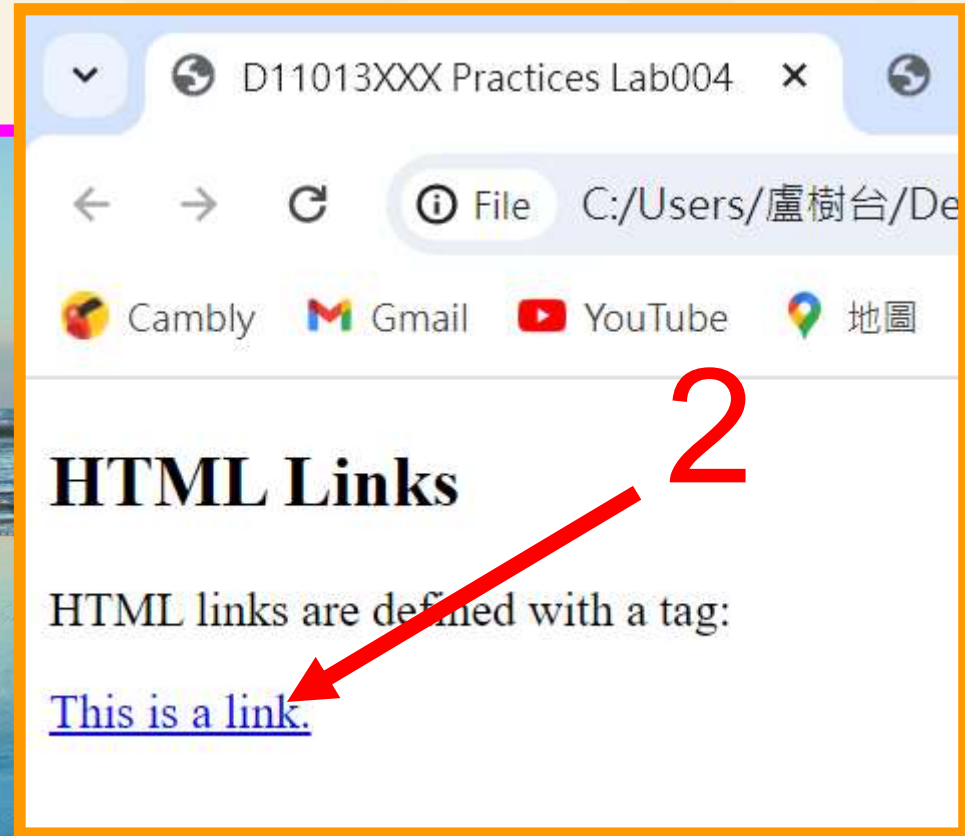 D11013XXX Practices Lab004
File C:/Users/盧樹台/De
Cambly Gmail YouTube 地圖
2
HTML Links
HTML links are defined with a tag:
This is a link.